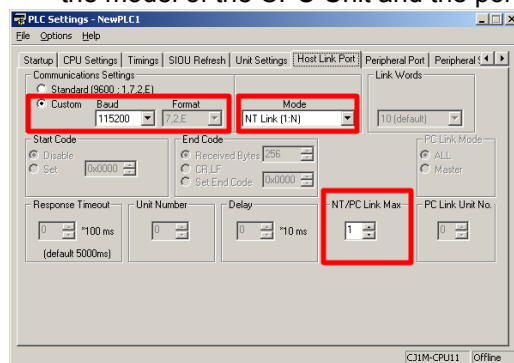 the model of the CPU Unit and the per
PLC Settings - NewPLC1
File Options Help
Startup CPU Settings Timings SIOU Refresh Unit Settings Host Link Port Peripheral Port Peripheral
Communications Settings
Link Words
Standard (9600 ; 1,7,2,E)
Custom Baud Format Mode
115200 7,2,E NT Link (1:N) 10 (default)
Start Code End Code PC Link Mode
Disable Received Bytes 256 ALL
Set 0x0000 CR,LF Master
Set End Code 0x0000
Response Timeout Unit Number Delay NT/PC Link Max PC Link Unit No.
0 *100 ms 0 0 *10 ms 1 0
(default 5000ms)
CJ1M-CPU11 Offline